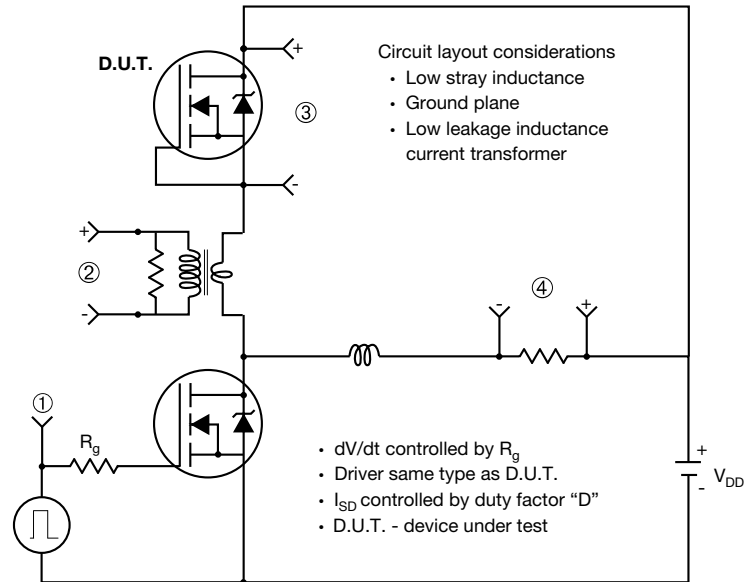 D.U.T.
+
Circuit layout considerations
• Low stray inductance
• Ground plane
• Low leakage inductance
current transformer
③
-
+
②
-
④
- +
①
Rg
• dV/dt controlled by Rg
• Driver same type as D.U.T.
• ISD controlled by duty factor “D”
• D.U.T. - device under test
+
VDD
-